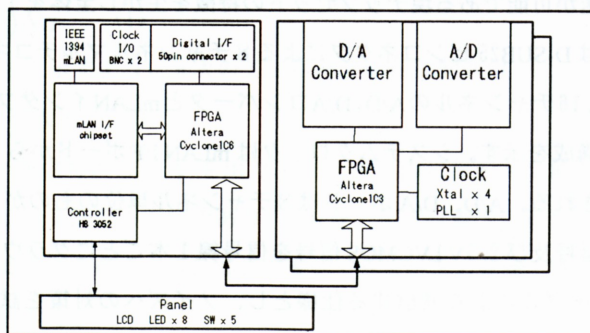 IEEE
1394
mLAN
Clock
I/O
BNC × 2
Digital I/F
50pin connector × 2
mLAN I/F
chipset
FPGA
Altera
Cyclone1C6
Controller
H8 3052
D/A
Converter
A/D
Converter
FPGA
Altera
Cyclone1C3
Clock
Xtal × 4
PLL × 1
Panel
LCD LED × 8 SW × 5